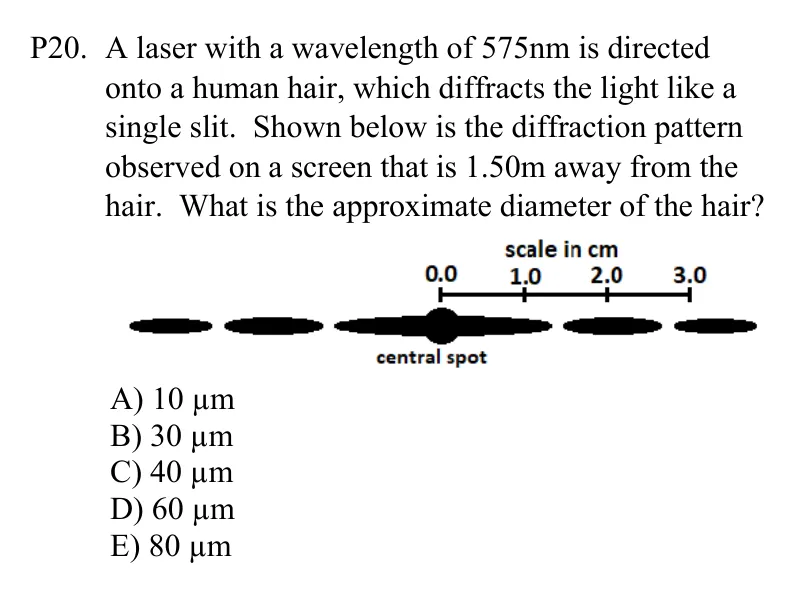 P20. A laser with a wavelength of 575nm is directed
onto a human hair, which diffracts the light like a
single slit. Shown below is the diffraction pattern
observed on a screen that is 1.50m away from the
hair. What is the approximate diameter of the hair?
scale in cm
0.0 1.0 2.0 3.0
central spot
A) 10 µm
B) 30 µm
C) 40 µm
D) 60 µm
E) 80 µm